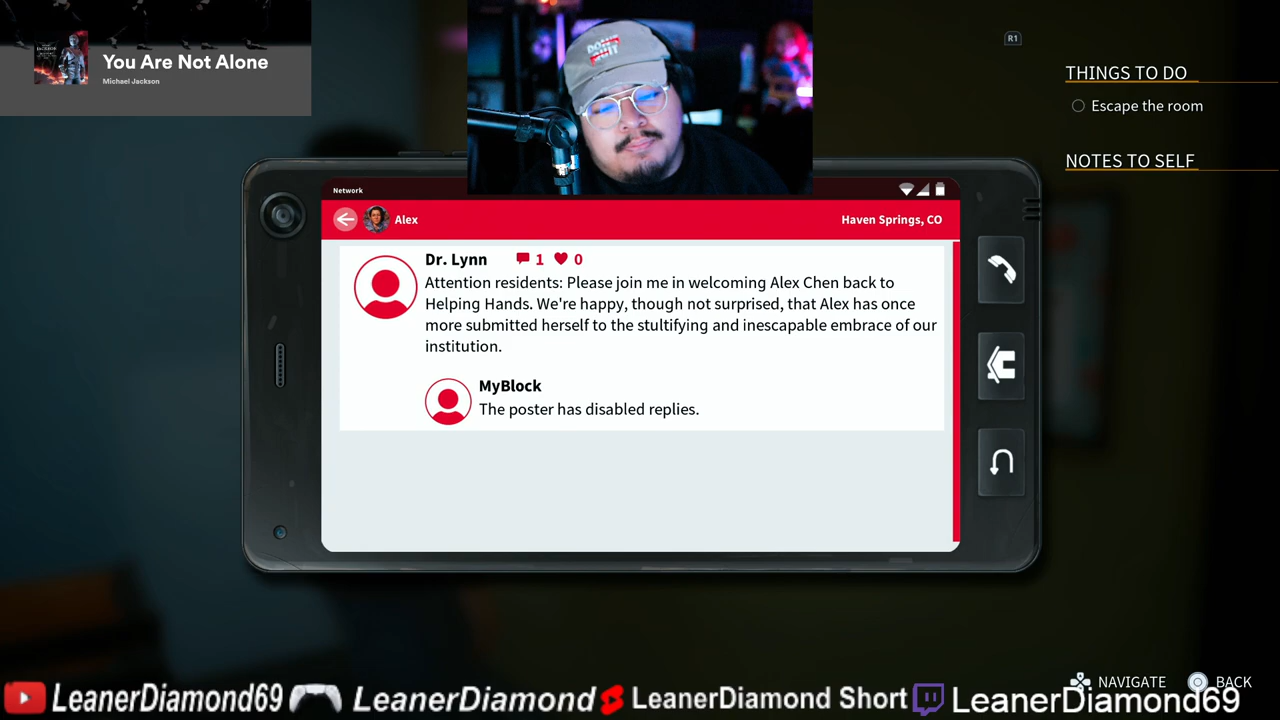 You Are Not Alone
Michael Jackson
R1
THINGS TO DO
Escape the room
NOTES TO SELF
Network
Alex
Haven Springs, CO
Dr. Lynn 1 0
Attention residents: Please join me in welcoming Alex Chen back to
Helping Hands. We're happy, though not surprised, that Alex has once
more submitted herself to the stultifying and inescapable embrace of our
institution.
MyBlock
The poster has disabled replies.
NAVIGATE
BACK
LeanerDiamond69 LeanerDiamond LeanerDiamond Short LeanerDiamond69